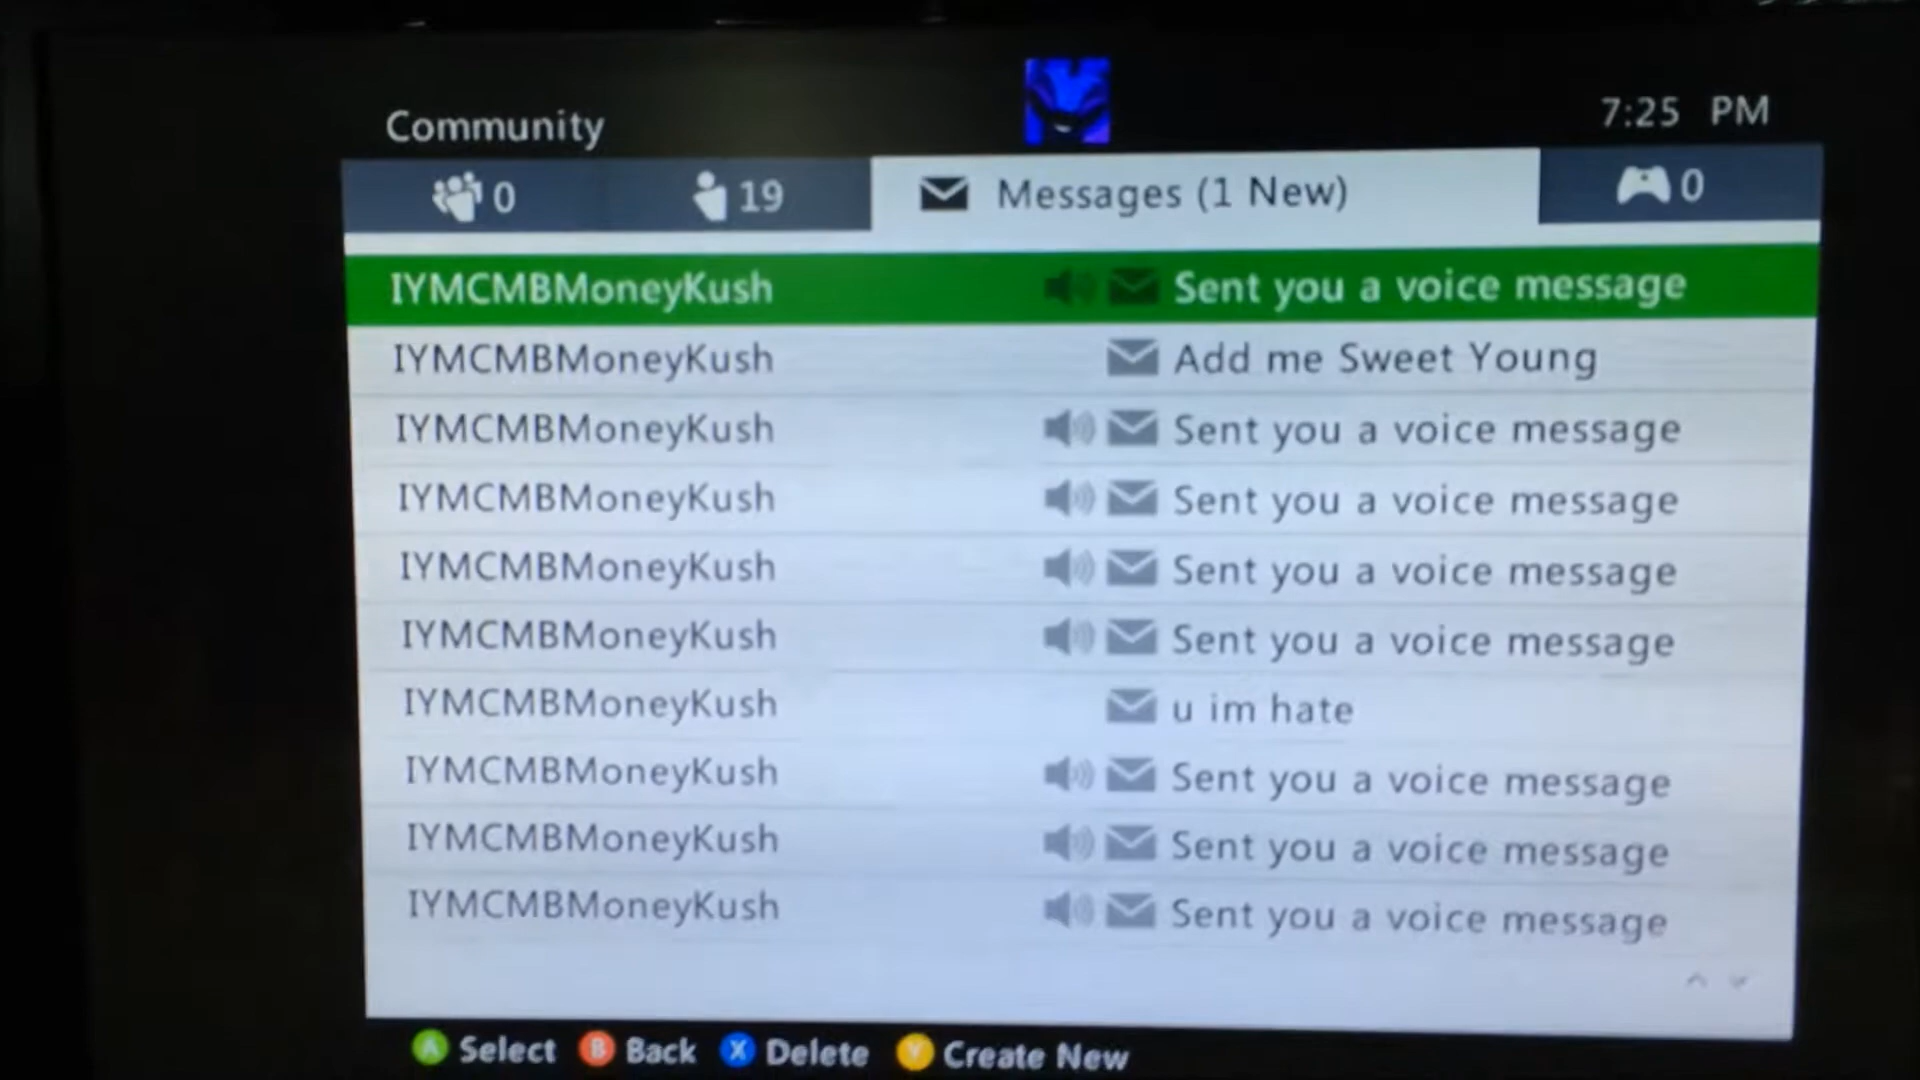 Community 7:25 PM
0 19 Messages (1 New) 0
IYMCMBMoneyKush Sent you a voice message
IYMCMBMoneyKush Add me Sweet Young
IYMCMBMoneyKush Sent you a voice message
IYMCMBMoneyKush Sent you a voice message
IYMCMBMoneyKush Sent you a voice message
IYMCMBMoneyKush Sent you a voice message
IYMCMBMoneyKush u im hate
IYMCMBMoneyKush Sent you a voice message
IYMCMBMoneyKush Sent you a voice message
IYMCMBMoneyKush Sent you a voice message
A Select B Back X Delete Y Create New